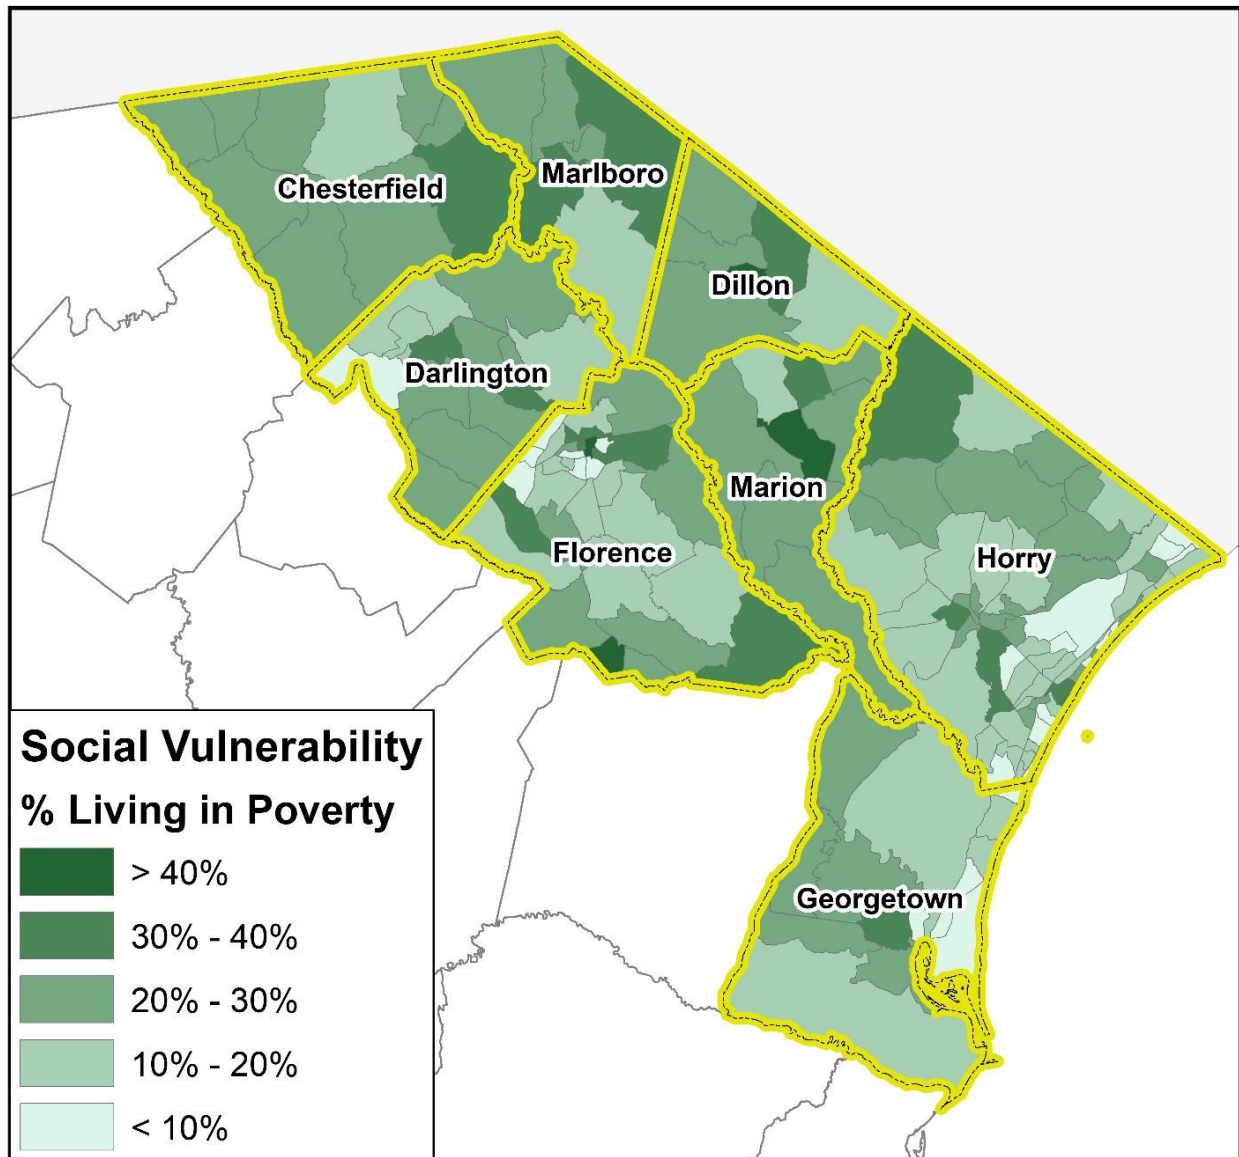 Marlboro
Chesterfield
Dillon
Darlington
Marion
Florence
Horry
Georgetown
Social Vulnerability
% Living in Poverty
> 40%
30% - 40%
20% - 30%
10% - 20%
< 10%